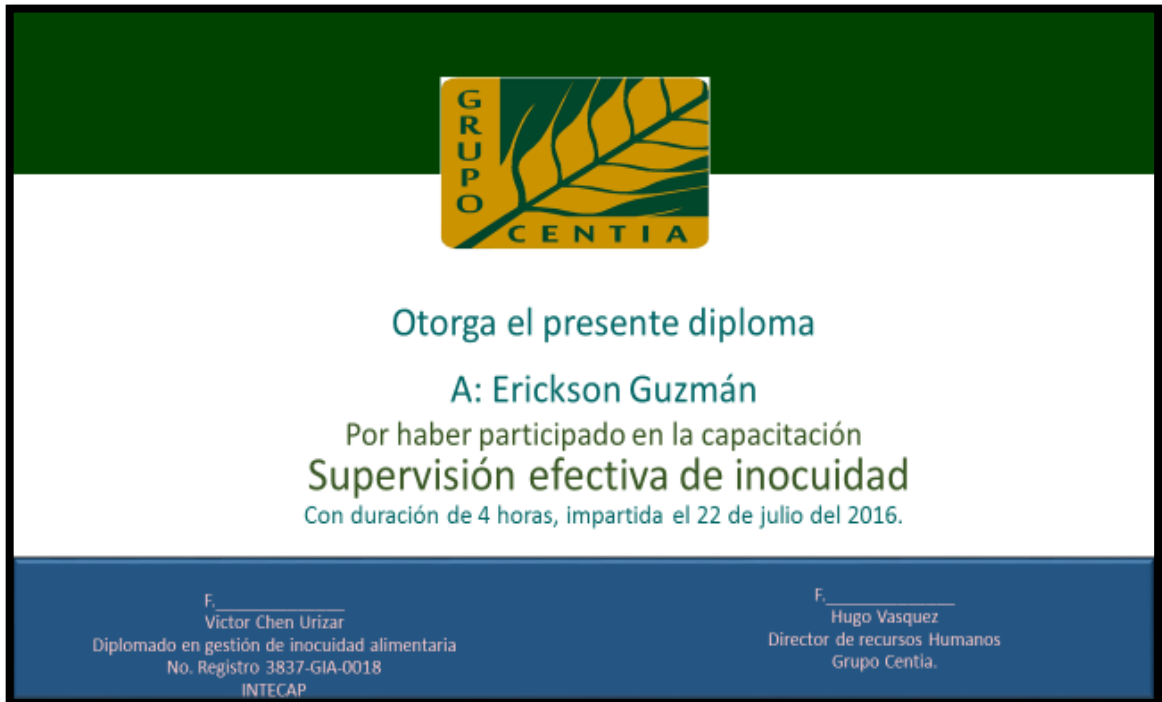 GRUPO
CENTIA
Otorga el presente diploma
A: Erickson Guzmán
Por haber participado en la capacitación
Supervisión efectiva de inocuidad
Con duración de 4 horas, impartida el 22 de julio del 2016.
F.______________
Victor Chen Urizar
Diplomado en gestión de inocuidad alimentaria
No. Registro 3837-GIA-0018
INTECAP
F.______________
Hugo Vasquez
Director de recursos Humanos
Grupo Centia.